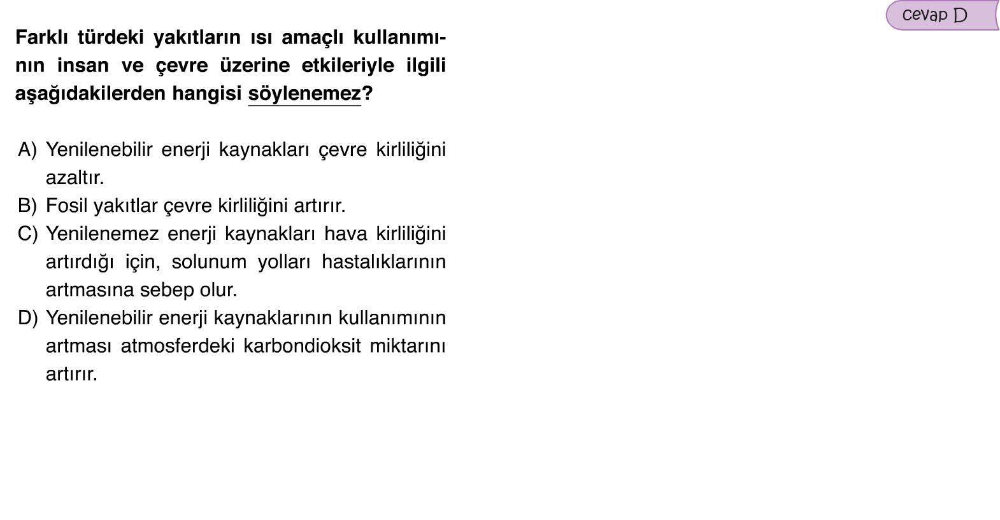 cevap D
Farklı türdeki yakıtların ısı amaçlı kullanımı-
nın insan ve çevre üzerine etkileriyle ilgili
aşağıdakilerden hangisi söylenemez?
A) Yenilenebilir enerji kaynakları çevre kirliliğini
azaltır.
B) Fosil yakıtlar çevre kirliliğini artırır.
C) Yenilenemez enerji kaynakları hava kirliliğini
artırdığı için, solunum yolları hastalıklarının
artmasına sebep olur.
D) Yenilenebilir enerji kaynaklarının kullanımının
artması atmosferdeki karbondioksit miktarını
artırır.